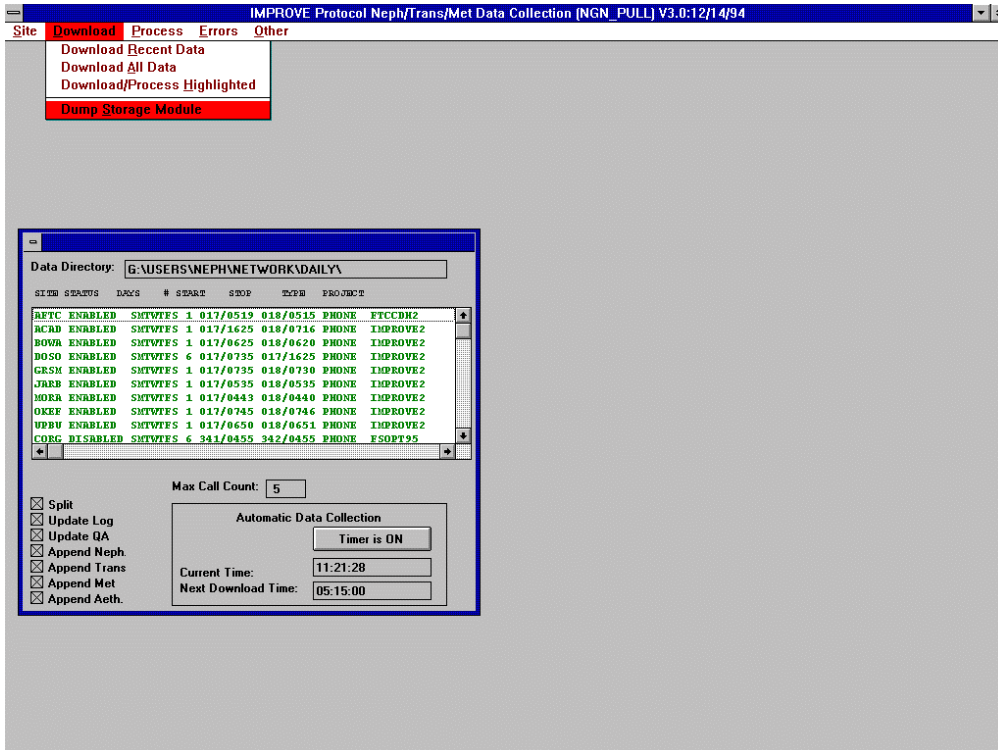 IMPROVE Protocol Neph/Trans/Met Data Collection (NGN_PULL) V3.0:12/14/94
Site Download Process Errors Other
Download Recent Data
Download All Data
Download/Process Highlighted
Dump Storage Module
Data Directory: G:\USERS\NEPH\NETWORK\DAILY\
SITE STATUS DAYS # START STOP TYPE PROJECT
AFTC ENABLED SMTWTFS 1 017/0519 018/0515 PHONE FTCCDH2
ACAD ENABLED SMTWTFS 1 017/1625 018/0716 PHONE IMPROVE2
BOWA ENABLED SMTWTFS 1 017/0625 018/0620 PHONE IMPROVE2
DOSO ENABLED SMTWTFS 6 017/0735 017/1625 PHONE IMPROVE2
GRSM ENABLED SMTWTFS 1 017/0735 018/0730 PHONE IMPROVE2
JARB ENABLED SMTWTFS 1 017/0535 018/0535 PHONE IMPROVE2
MORA ENABLED SMTWTFS 1 017/0443 018/0440 PHONE IMPROVE2
OKEF ENABLED SMTWTFS 1 017/0745 018/0746 PHONE IMPROVE2
UPBU ENABLED SMTWTFS 1 017/0650 018/0651 PHONE IMPROVE2
CORG DISABLED SMTWTFS 6 341/0455 342/0455 PHONE FSOPT95
Max Call Count: 5
Split
Update Log
Update QA
Append Neph.
Append Trans
Append Met
Append Aeth.
Automatic Data Collection
Timer is ON
Current Time: 11:21:28
Next Download Time: 05:15:00